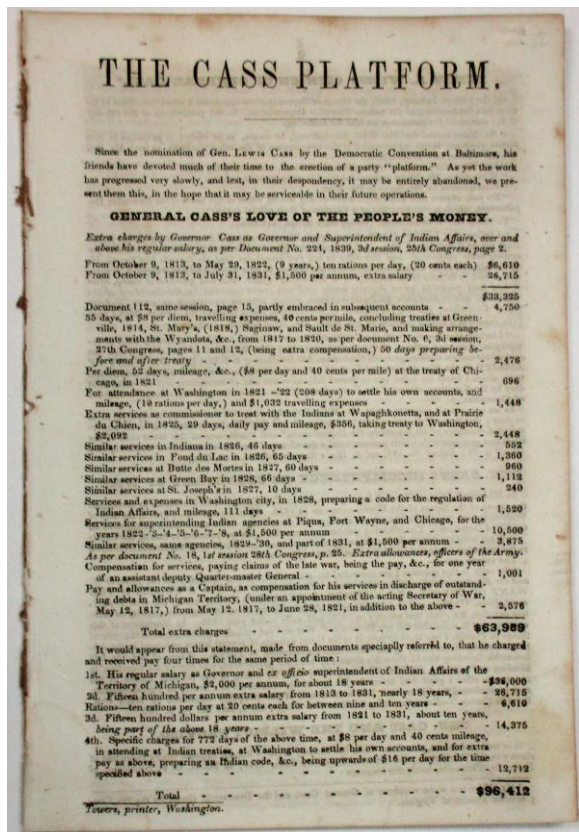 THE CASS PLATFORM.
Since the nomination of Gen. LEWIS CASS by the Democratic Convention at Baltimore, his
friends have devoted much of their time to the erection of a party "platform." As yet the work
has progressed very slowly, and lest, in their despondency, it may be entirely abandoned, we pre-
sent them this, in the hope that it may be serviceable in their future operations.
GENERAL CASS'S LOVE OF THE PEOPLE'S MONEY.
Extra charges by Governor Cass as Governor and Superintendent of Indian Affairs, over and
above his regular salary, as per Document No. 224, 1839, 3d session, 25th Congress, page 2.
From October 9, 1813, to May 29, 1822, (9 years,) ten rations per day, (20 cents each) $6,610
From October 9, 1813, to July 31, 1831, $1,500 per annum, extra salary 26,715
$33,325
Document 112, same session, page 15, partly embraced in subsequent accounts - - 4,750
55 days, at $8 per diem, travelling expenses, 40 cents per mile, concluding treaties at Green-
ville, 1814, St. Mary's, (1818,) Saginaw, and Sault de St. Marie, and making arrange-
ments with the Wyandots, &c., from 1817 to 1820, as per document No. 6, 3d session,
27th Congress, pages 11 and 12, (being extra compensation,) 50 days preparing be-
fore and after treaty - - - - - - - - 2,476
Per diem, 52 days, mileage, &c., ($8 per day and 40 cents per mile) at the treaty of Chi-
cago, in 1821 - - - - - - - - 696
For attendance at Washington in 1821 -'22 (208 days) to settle his own accounts, and
mileage, (10 rations per day,) and $1,032 travelling expenses - - - - 1,448
Extra services as commissioner to treat with the Indians at Wapaghkonetta, and at Prairie
du Chien, in 1825, 29 days, daily pay and mileage, $356, taking treaty to Washington,
$2,092 - - - - - - - - 2,448
Similar services in Indiana in 1826, 46 days - - - - - 552
Similar services in Fond du Lac in 1826, 65 days - - - - - 1,360
Similar services at Butte des Mortes in 1827, 60 days - - - - - 960
Similar services at Green Bay in 1828, 66 days - - - - - - 1,112
Similar services at St. Joseph's in 1827, 10 days - - - - - 240
Services and expenses in Washington city, in 1828, preparing a code for the regulation of
Indian Affairs, and mileage, 111 days - - - - - - 1,520
Services for superintending Indian agencies at Piqua, Fort Wayne, and Chicago, for the
years 1822-'3-'4-'5-'6-'7-'8, at $1,500 per annum - - - - 10,500
Similar services, same agencies, 1829-'30, and part of 1831, at $1,500 per annum - - 3,875
As per document No. 18, 1st session 28th Congress, p. 25. Extra allowances, officers of the Army.
Compensation for services, paying claims of the late war, being the pay, &c., for one year
of an assistant deputy Quarter-master General - - - - - - 1,001
Pay and allowances as a Captain, as compensation for his services in discharge of outstand-
ing debts in Michigan Territory, (under an appointment of the acting Secretary of War,
May 12, 1817,) from May 12. 1817, to June 28, 1821, in addition to the above - - 2,576
Total extra charges - - - - - - $63,989
It would appear from this statement, made from documents speciaplly referred to, that he charged
and received pay four times for the same period of time :
1st. His regular salary as Governor and ex officio superintendent of Indian Affairs of the
Territory of Michigan, $2,000 per annum, for about 18 years - - - $36,000
2d. Fifteen hundred per annum extra salary from 1813 to 1831, nearly 18 years, - - 26,715
Rations—ten rations per day at 20 cents each for between nine and ten years - - 6,610
3d. Fifteen hundred dollars per annum extra salary from 1821 to 1831, about ten years,
being part of the above 18 years - - - - - - - 14,375
4th. Specific charges for 772 days of the above time, at $8 per day and 40 cents mileage,
in attending at Indian treaties, at Washington to settle his own accounts, and for extra
pay as above, preparing an Indian code, &c., being upwards of $16 per day for the time
specified above - - - - - - - - 12,712
Total - - - - - - - $96,412
Towers, printer, Washington.